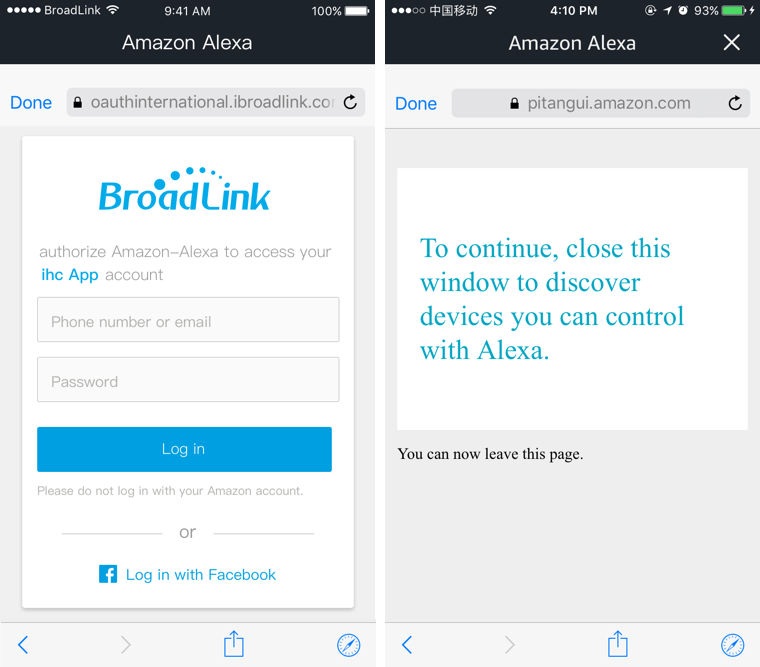 BroadLink 9:41 AM 100%
Amazon Alexa
Done oauthinternational.ibroadlink.co
BroadLink
authorize Amazon-Alexa to access your
ihc App account
Phone number or email
Password
Log in
Please do not log in with your Amazon account.
or
Log in with Facebook
中国移动 4:10 PM 93%
Amazon Alexa
Done pitangui.amazon.com
To continue, close this
window to discover
devices you can control
with Alexa.
You can now leave this page.